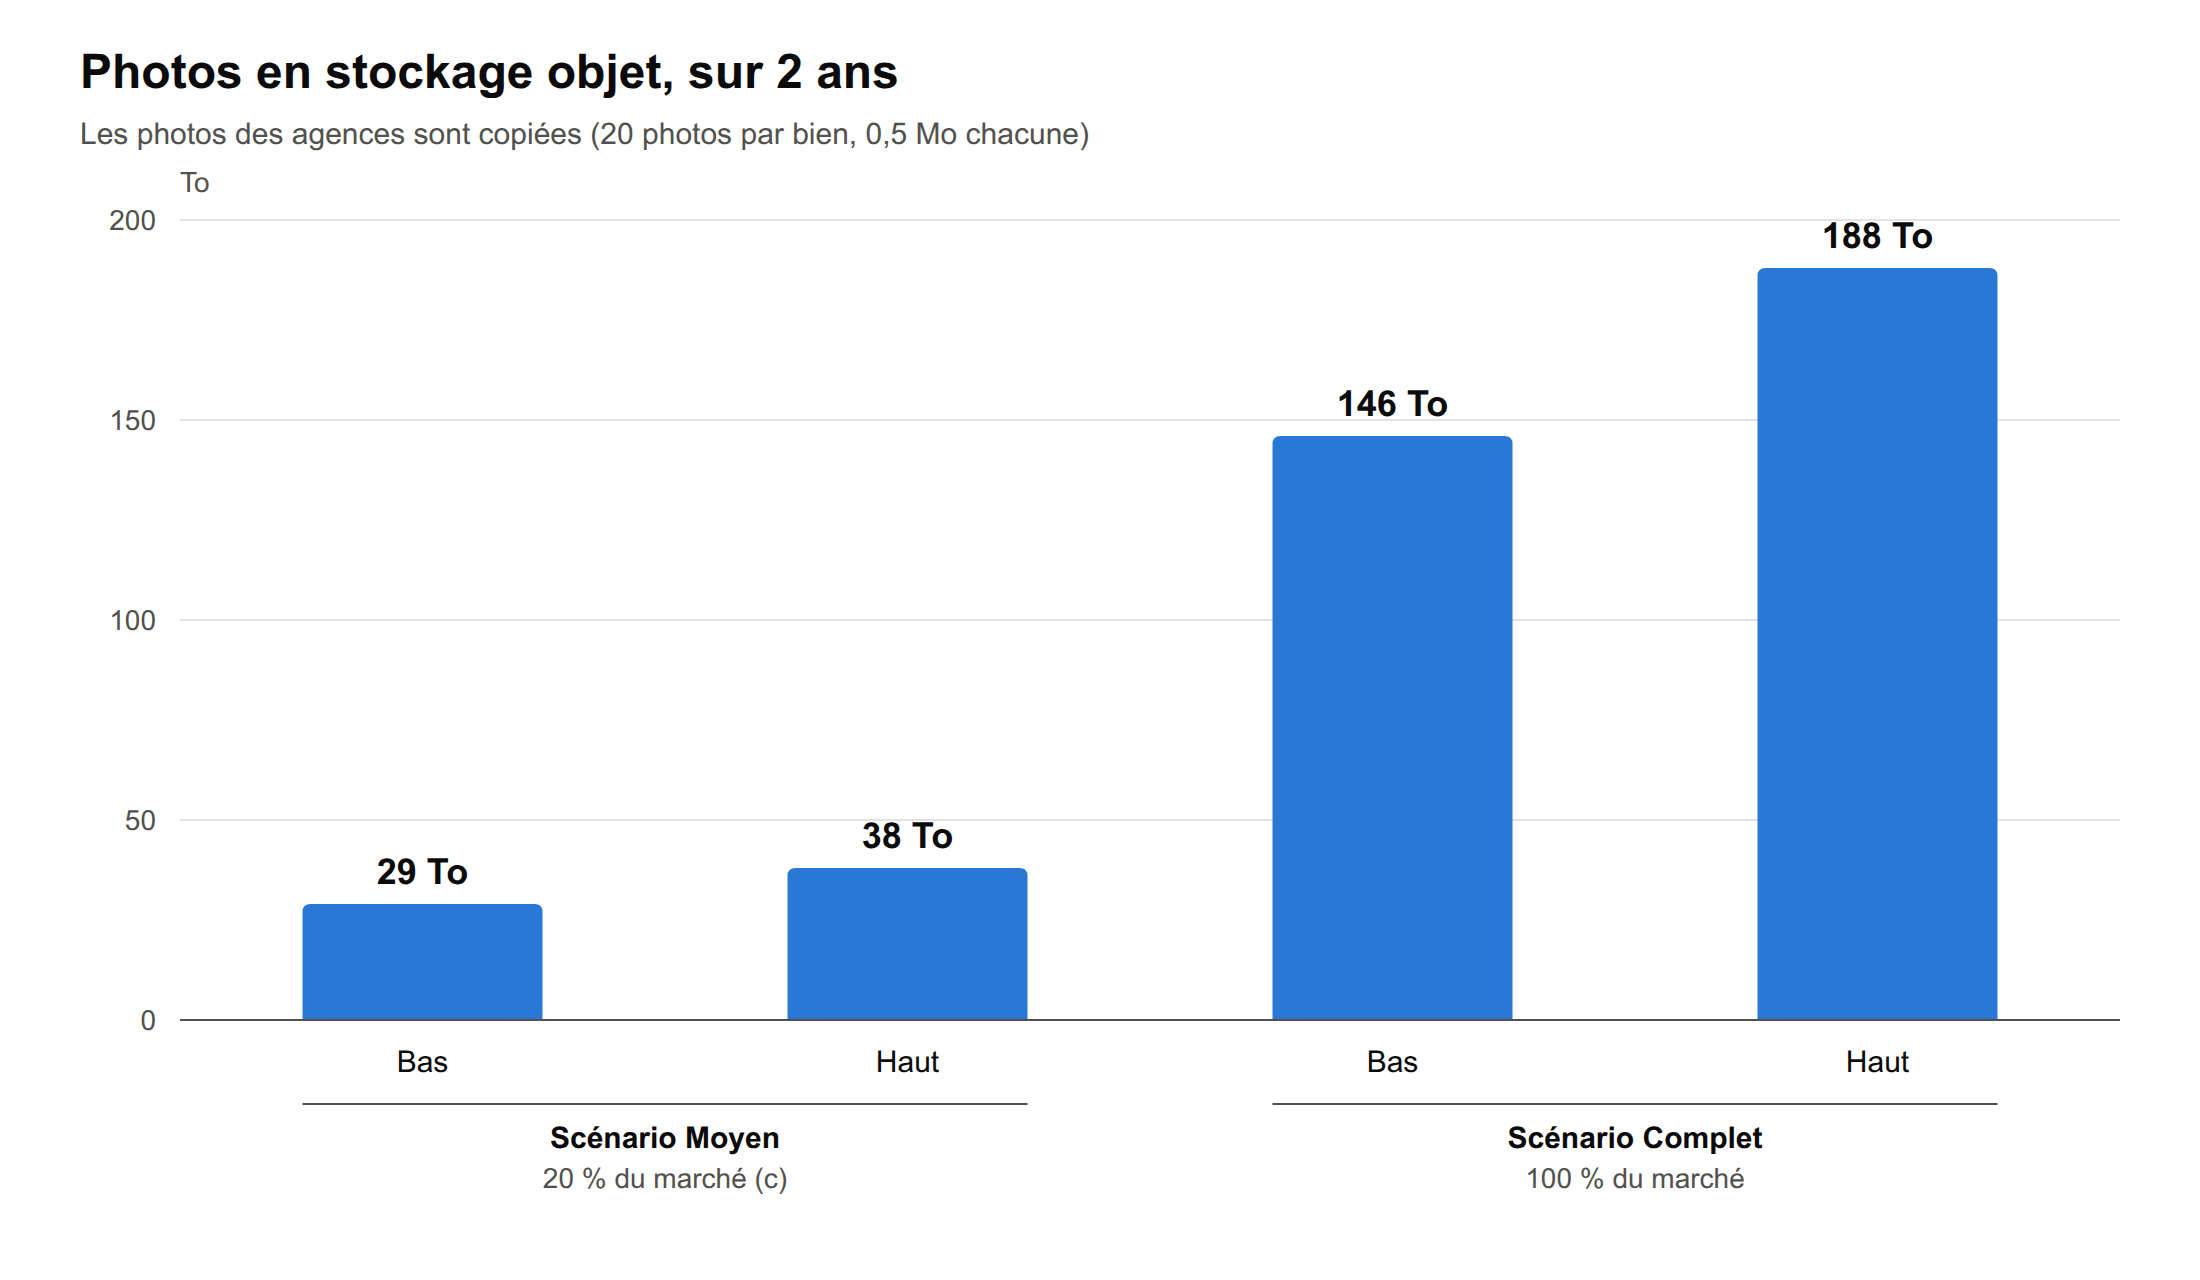 Photos en stockage objet, sur 2 ans
Les photos des agences sont copiées (20 photos par bien, 0,5 Mo chacune)
To
200
188 To
150
146 To
100
50
38 To
29 To
0
Bas
Haut
Bas
Haut
Scénario Moyen
Scénario Complet
20 % du marché (c)
100 % du marché